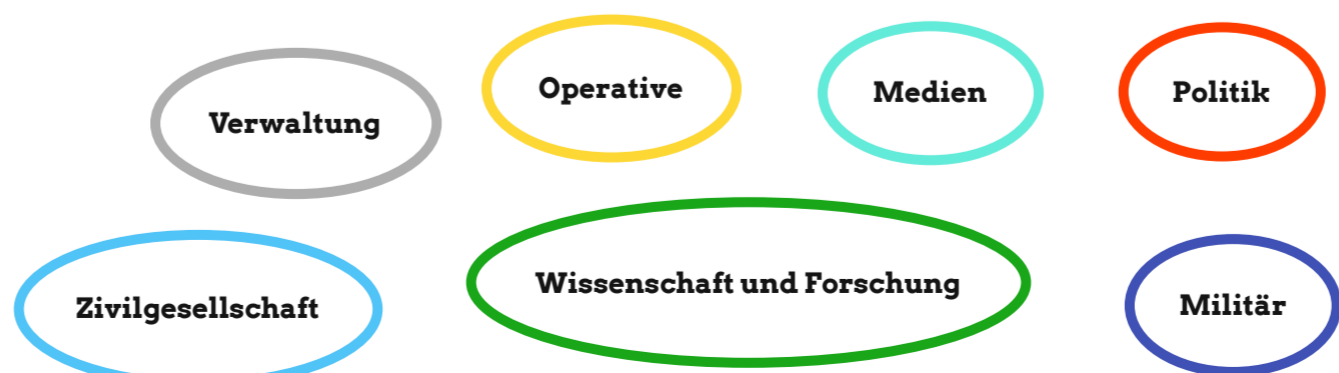 Verwaltung
Operative
Medien
Politik
Zivilgesellschaft
Wissenschaft und Forschung
Militär